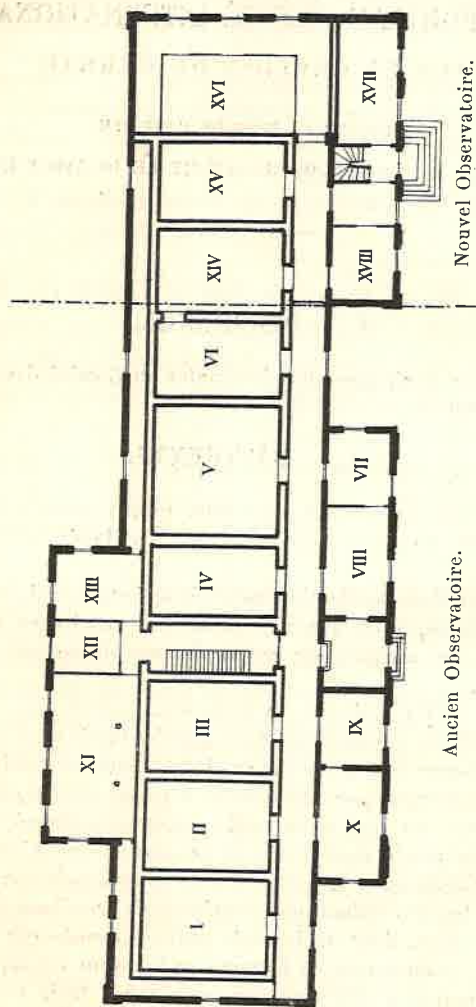 XI XII XIII
I II III IV V VI XIV XV XVI
X IX VIII VII XVIII XVII
Ancien Observatoire. Nouvel Observatoire.